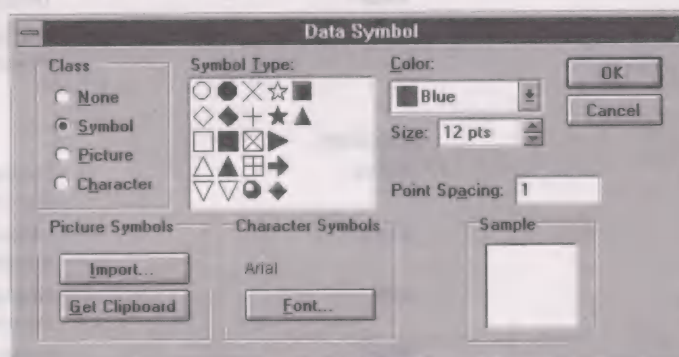 Data Symbol
Class
None
Symbol
Picture
Character
Symbol Type:
Color:
Blue
Size: 12 pts
Point Spacing: 1
OK
Cancel
Picture Symbols
Import...
Get Clipboard
Character Symbols
Arial
Font...
Sample